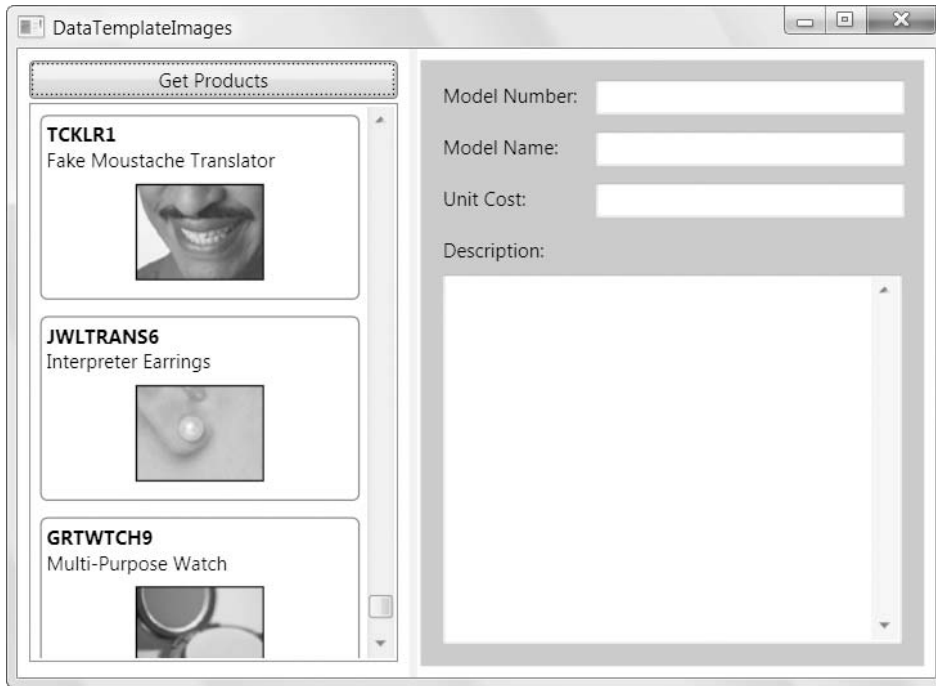 DataTemplateImages
Get Products
TCKLR1
Fake Moustache Translator
JWLTRANS6
Interpreter Earrings
GRTWTCH9
Multi-Purpose Watch
Model Number:
Model Name:
Unit Cost:
Description: